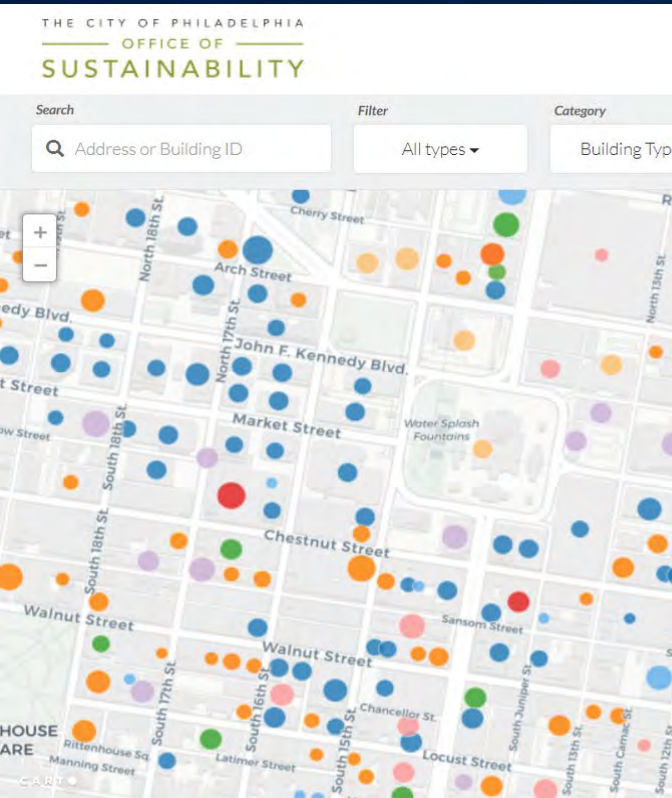 THE CITY OF PHILADELPHIA
OFFICE OF
SUSTAINABILITY
Search
Filter
Category
Address or Building ID
All types
Building Typ
Cherry Street
North 18th St.
+
−
Arch Street
North 13th St.
edy Blvd.
North 17th St.
John F. Kennedy Blvd.
t Street
Market Street
Water Splash
Fountains
ow Street
South 18th St.
Chestnut Street
South 18th St.
Walnut Street
Sansom Street
Walnut Street
South 17th St.
South 16th St.
South Juniper St.
Chancellor St.
South 15th St.
South 13th St.
South Camac St.
South 12th St.
HOUSE
ARE
Rittenhouse Sq.
Manning Street
Latimer Street
Locust Street
CARTO